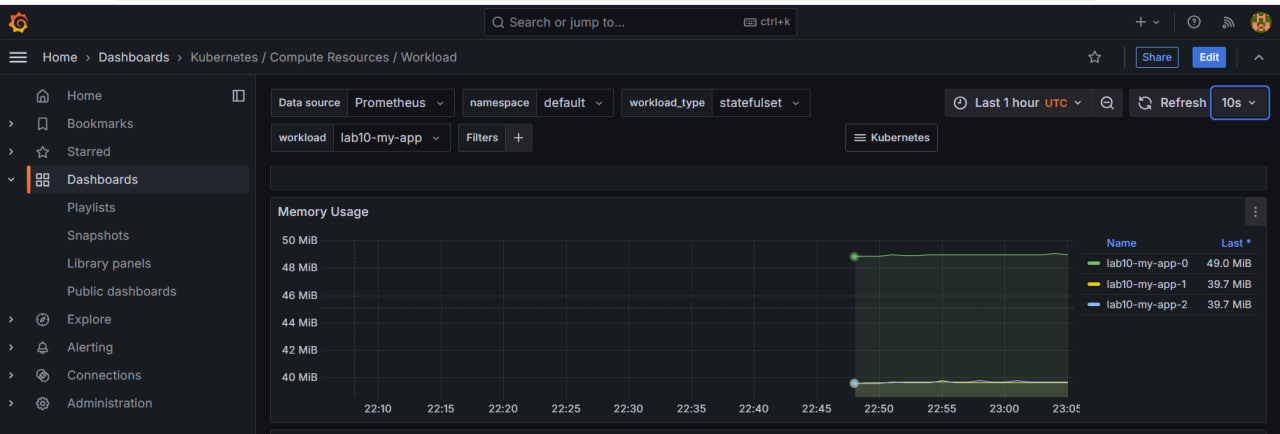 Search or jump to... ctrl+k
Home › Dashboards › Kubernetes / Compute Resources / Workload Share Edit
Home
Bookmarks
Starred
Dashboards
Playlists
Snapshots
Library panels
Public dashboards
Explore
Alerting
Connections
Administration
Data source Prometheus namespace default workload_type statefulset Last 1 hour UTC Refresh 10s
workload lab10-my-app Filters + Kubernetes
Memory Usage
50 MiB
48 MiB
46 MiB
44 MiB
42 MiB
40 MiB
22:10 22:15 22:20 22:25 22:30 22:35 22:40 22:45 22:50 22:55 23:00 23:05
Name Last *
lab10-my-app-0 49.0 MiB
lab10-my-app-1 39.7 MiB
lab10-my-app-2 39.7 MiB